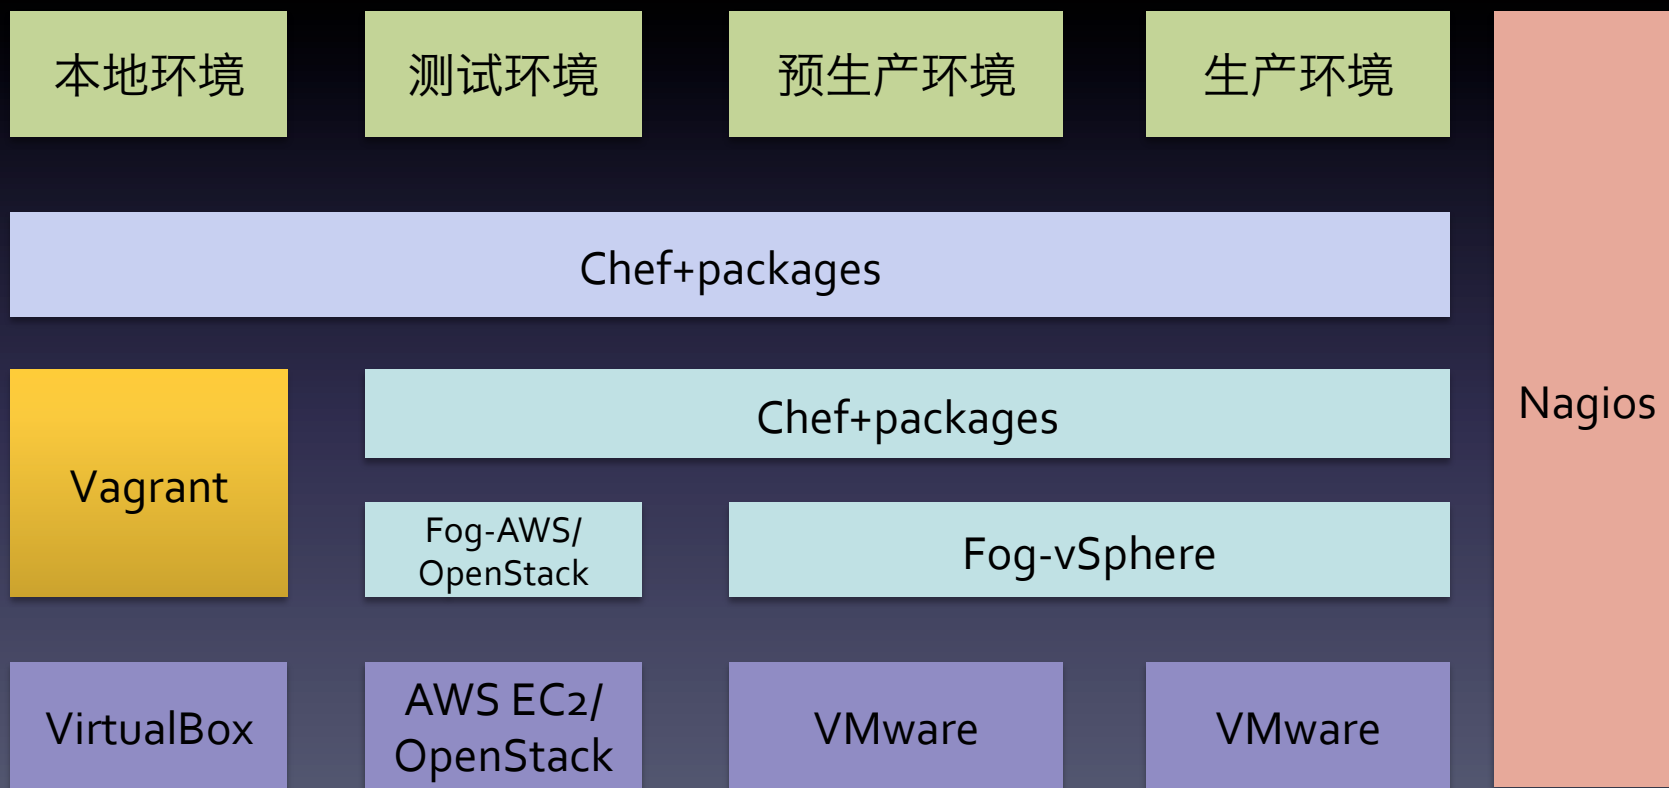 本地环境
测试环境
预生产环境
生产环境
Chef+packages
Chef+packages
Nagios
Vagrant
Fog-AWS/
OpenStack
Fog-vSphere
VirtualBox
AWS EC2/
OpenStack
VMware
VMware